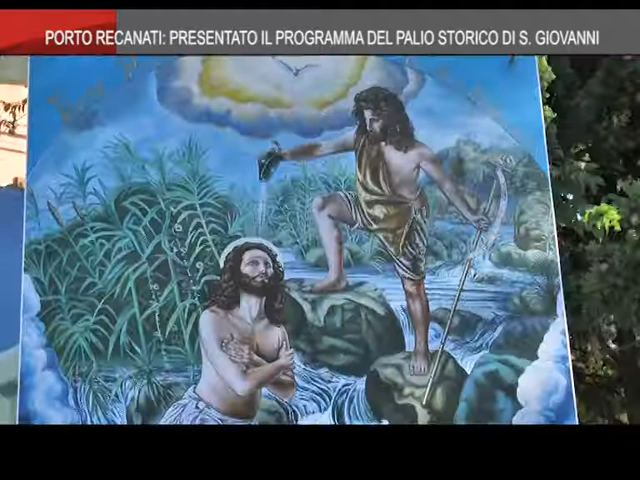 PORTO RECANATI: PRESENTATO IL PROGRAMMA DEL PALIO STORICO DI S. GIOVANNI